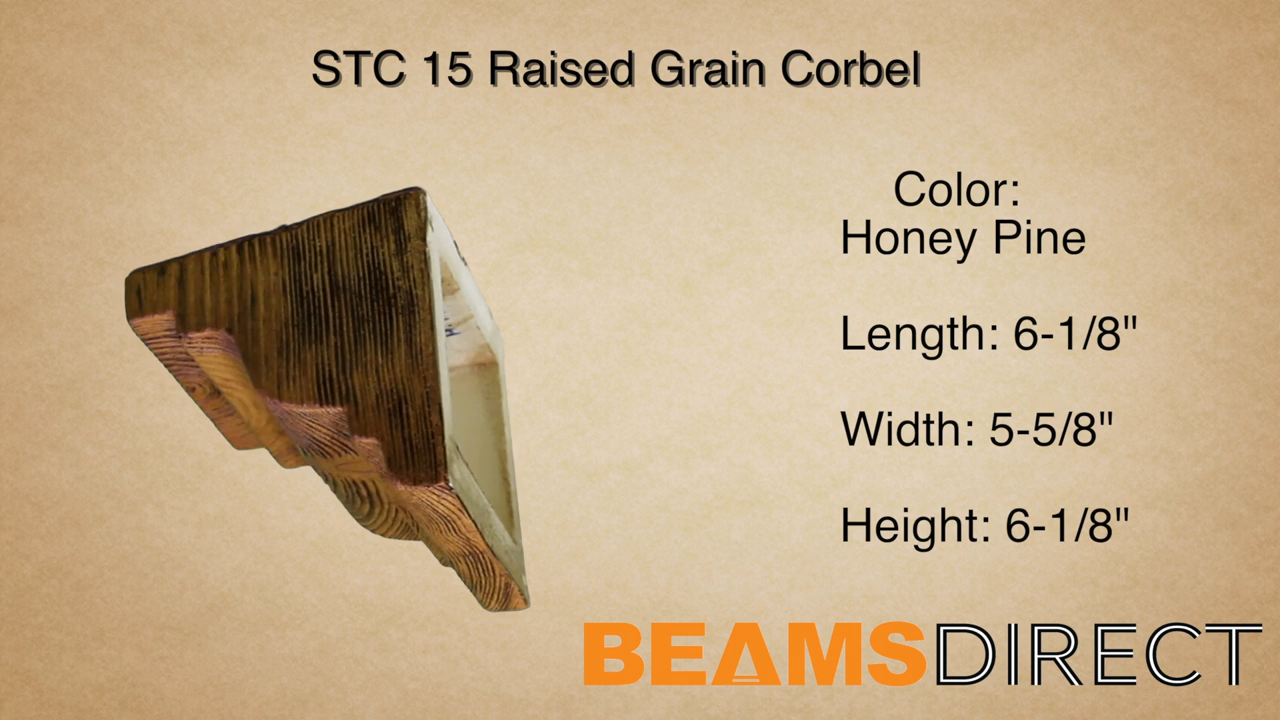 STC 15 Raised Grain Corbel
Color:
Honey Pine
Length: 6-1/8"
Width: 5-5/8"
Height: 6-1/8"
BEAMSDIRECT